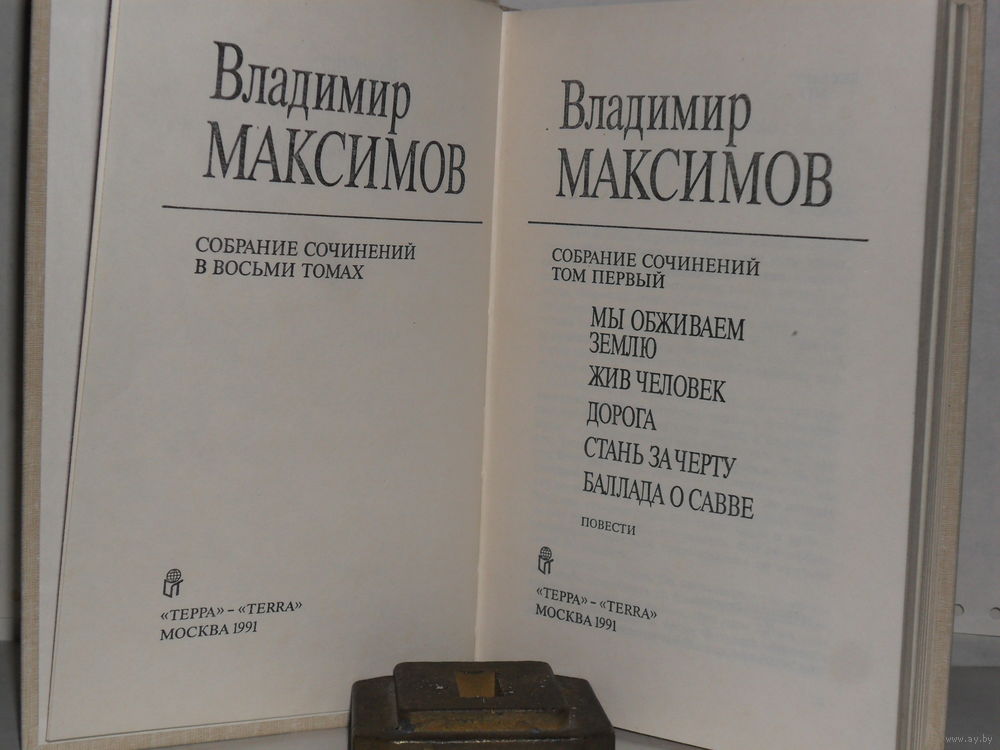 Владимир
МАКСИМОВ
СОБРАНИЕ СОЧИНЕНИЙ
В ВОСЬМИ ТОМАХ
«ТЕРРА» – «TERRA»
МОСКВА 1991
Владимир
МАКСИМОВ
СОБРАНИЕ СОЧИНЕНИЙ
ТОМ ПЕРВЫЙ
МЫ ОБЖИВАЕМ
ЗЕМЛЮ
ЖИВ ЧЕЛОВЕК
ДОРОГА
СТАНЬ ЗА ЧЕРТУ
БАЛЛАДА О САВВЕ
ПОВЕСТИ
«ТЕРРА» – «TERRA»
МОСКВА 1991
www.ay.by